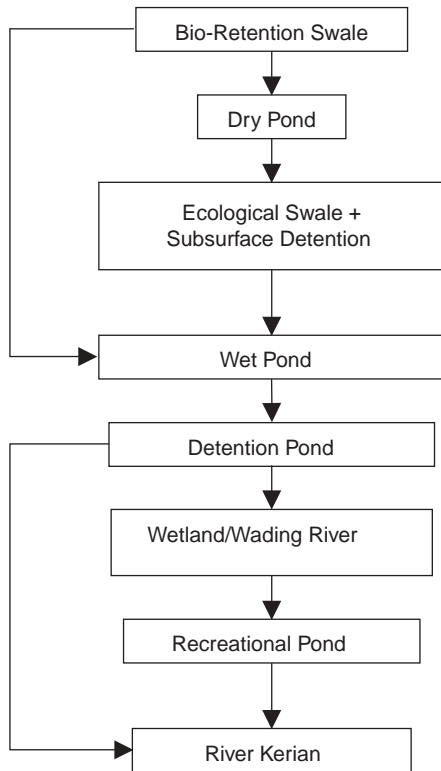 Bio-Retention Swale
Dry Pond
Ecological Swale +
Subsurface Detention
Wet Pond
Detention Pond
Wetland/Wading River
Recreational Pond
River Kerian